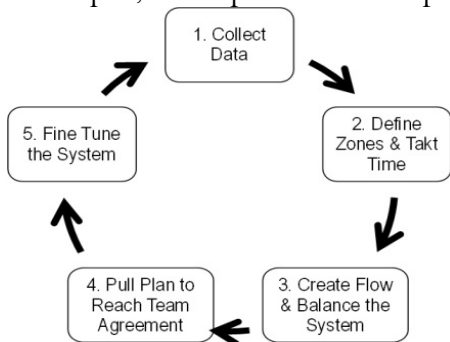 1. Collect
Data
2. Define
Zones & Takt
Time
3. Create Flow
& Balance the
System
4. Pull Plan to
Reach Team
Agreement
5. Fine Tune
the System